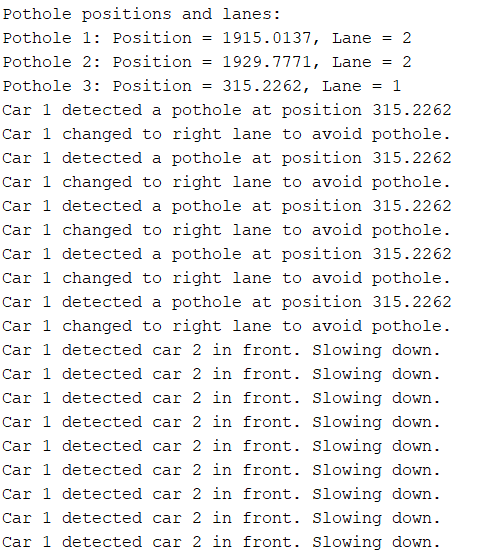 Pothole positions and lanes:
Pothole 1: Position = 1915.0137, Lane = 2
Pothole 2: Position = 1929.7771, Lane = 2
Pothole 3: Position = 315.2262, Lane = 1
Car 1 detected a pothole at position 315.2262
Car 1 changed to right lane to avoid pothole.
Car 1 detected a pothole at position 315.2262
Car 1 changed to right lane to avoid pothole.
Car 1 detected a pothole at position 315.2262
Car 1 changed to right lane to avoid pothole.
Car 1 detected a pothole at position 315.2262
Car 1 changed to right lane to avoid pothole.
Car 1 detected a pothole at position 315.2262
Car 1 changed to right lane to avoid pothole.
Car 1 detected car 2 in front. Slowing down.
Car 1 detected car 2 in front. Slowing down.
Car 1 detected car 2 in front. Slowing down.
Car 1 detected car 2 in front. Slowing down.
Car 1 detected car 2 in front. Slowing down.
Car 1 detected car 2 in front. Slowing down.
Car 1 detected car 2 in front. Slowing down.
Car 1 detected car 2 in front. Slowing down.
Car 1 detected car 2 in front. Slowing down.